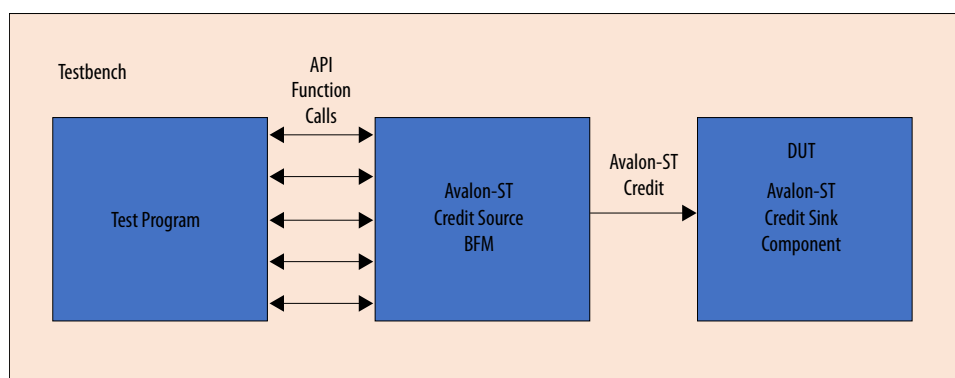 Testbench
API
Function
Calls
Test Program
Avalon-ST
Credit Source
BFM
Avalon-ST
Credit
DUT
Avalon-ST
Credit Sink
Component